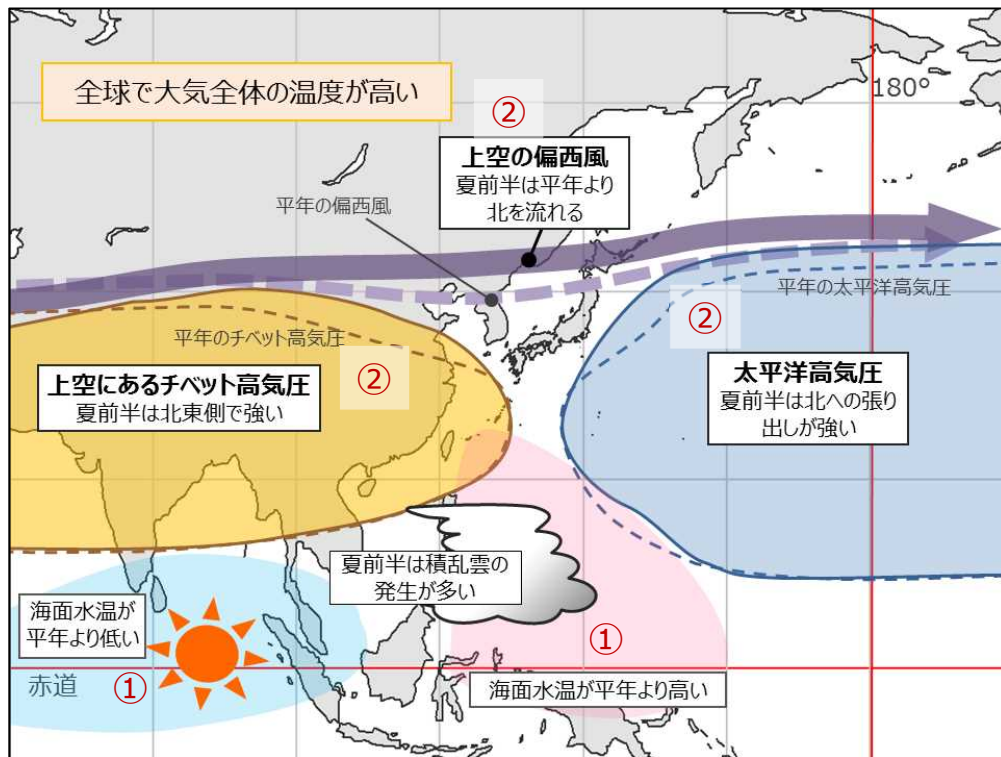 全球で大気全体の温度が高い
180°
②
上空の偏西風
夏前半は平年より
北を流れる
平年の偏西風
平年の太平洋高気圧
②
平年のチベット高気圧
②
上空にあるチベット高気圧
夏前半は北東側で強い
太平洋高気圧
夏前半は北への張り
出しが強い
夏前半は積乱雲の
発生が多い
海面水温が
平年より低い
①
赤道
①
海面水温が平年より高い